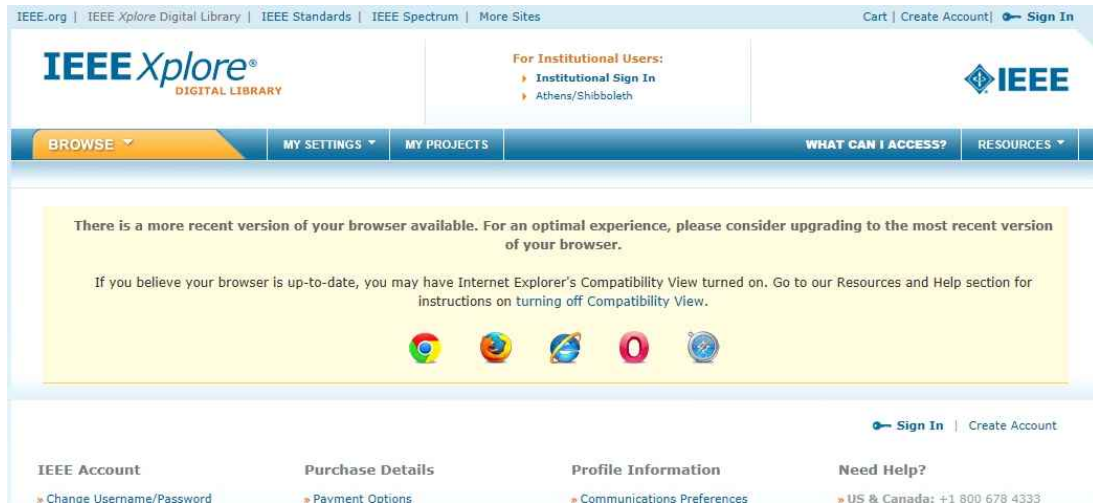 IEEE.org | IEEE Xplore Digital Library | IEEE Standards | IEEE Spectrum | More Sites
Cart | Create Account | Sign In
IEEE Xplore®
DIGITAL LIBRARY
For Institutional Users:
Institutional Sign In
Athens/Shibboleth
IEEE
BROWSE
MY SETTINGS
MY PROJECTS
WHAT CAN I ACCESS?
RESOURCES
There is a more recent version of your browser available. For an optimal experience, please consider upgrading to the most recent version
of your browser.
If you believe your browser is up-to-date, you may have Internet Explorer's Compatibility View turned on. Go to our Resources and Help section for
instructions on turning off Compatibility View.
Sign In | Create Account
IEEE Account
Purchase Details
Profile Information
Need Help?
» Change Username/Password
» Payment Options
» Communications Preferences
» US & Canada: +1 800 678 4333